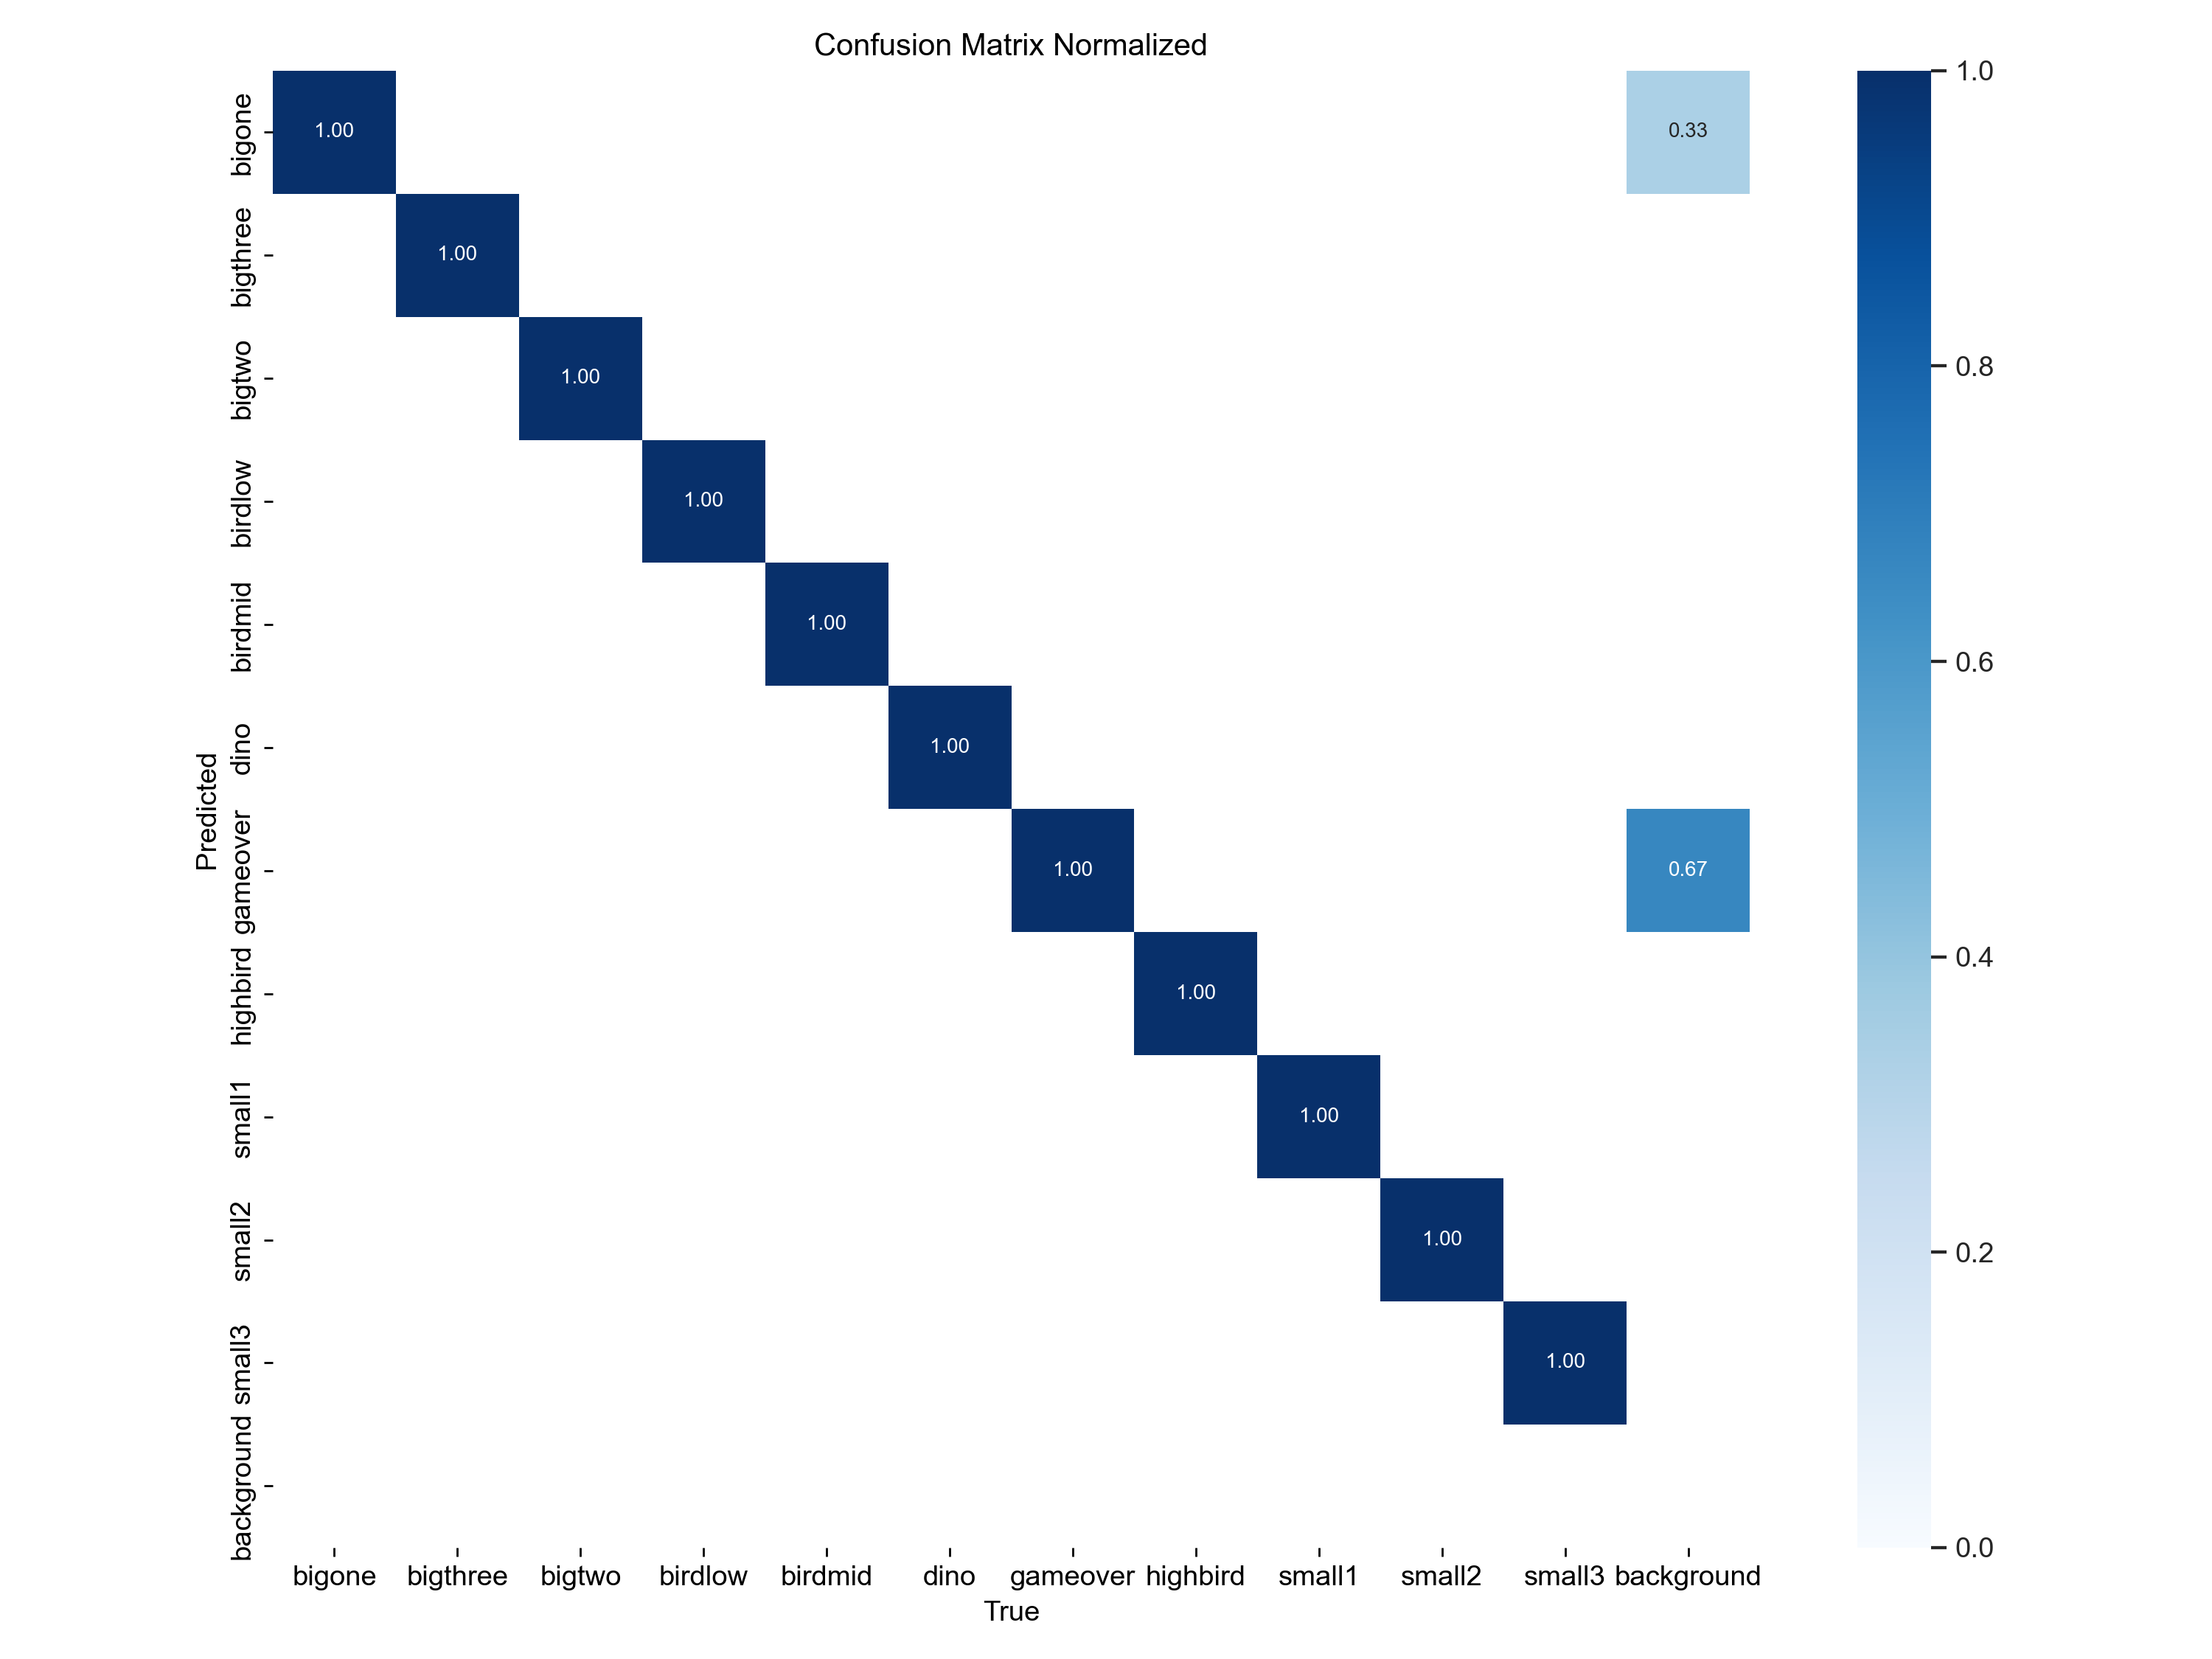 Confusion Matrix Normalized
bigone
1.00
0.33
bigthree
1.00
bigtwo
1.00
birdlow
1.00
birdmid
1.00
dino
1.00
gameover
1.00
0.67
highbird
1.00
small1
1.00
small2
1.00
small3
1.00
background
Predicted
bigone bigthree bigtwo birdlow birdmid dino gameover highbird small1 small2 small3 background
True
1.0
0.8
0.6
0.4
0.2
0.0